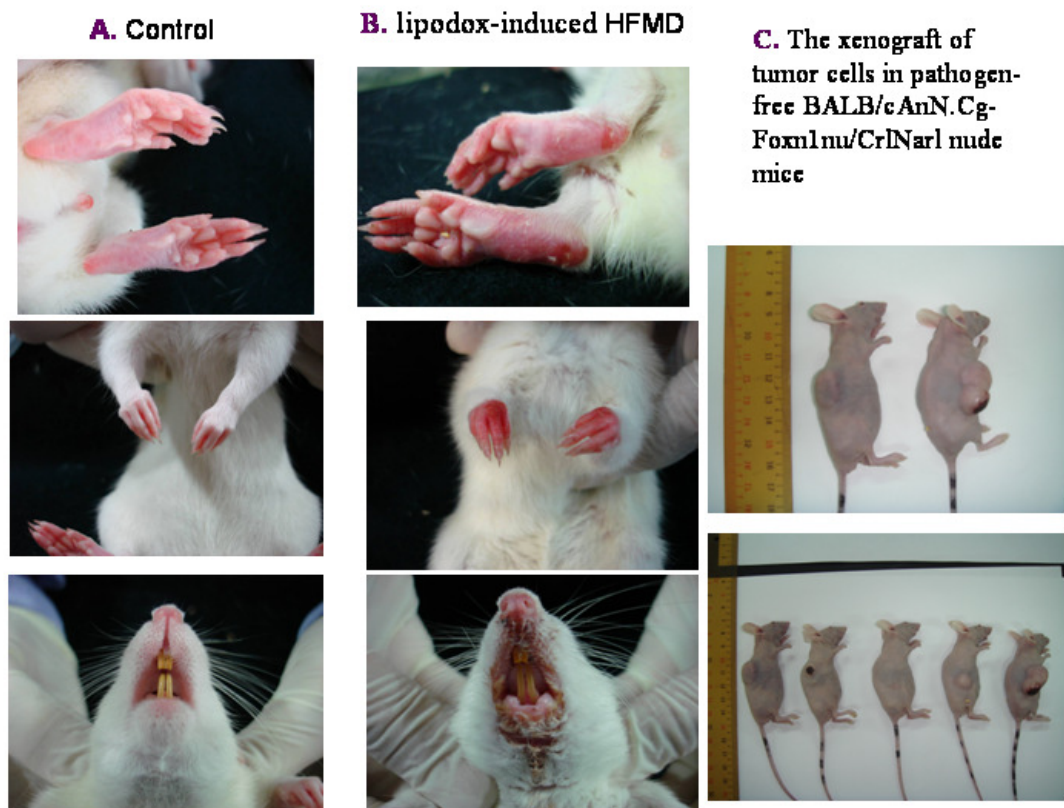 A. Control
B. lipodox-induced HFMD
C. The xenograft of
tumor cells in pathogen-
free BALB/cAnN.Cg-
Foxn1nu/CrlNarl nude
mice